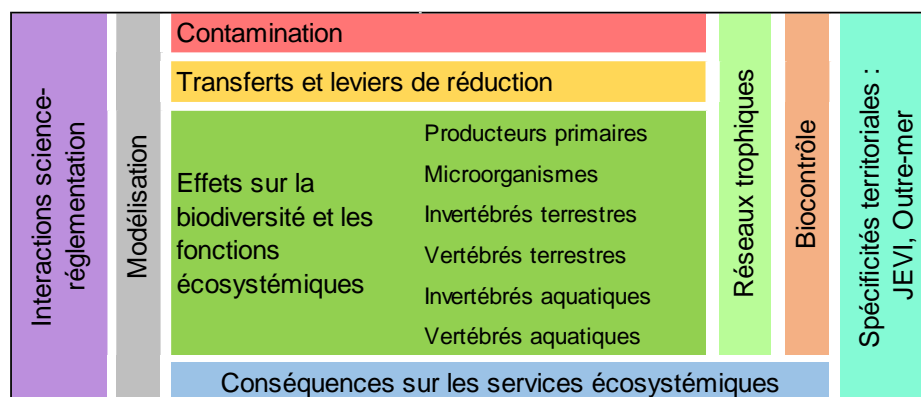 Interactions science-
réglementation
Modélisation
Contamination
Transferts et leviers de réduction
Effets sur la
biodiversité et les
fonctions
écosystémiques
Producteurs primaires
Microorganismes
Invertébrés terrestres
Vertébrés terrestres
Invertébrés aquatiques
Vertébrés aquatiques
Conséquences sur les services écosystémiques
Réseaux trophiques
Biocontrôle
Spécificités territoriales :
JEVI, Outre-mer